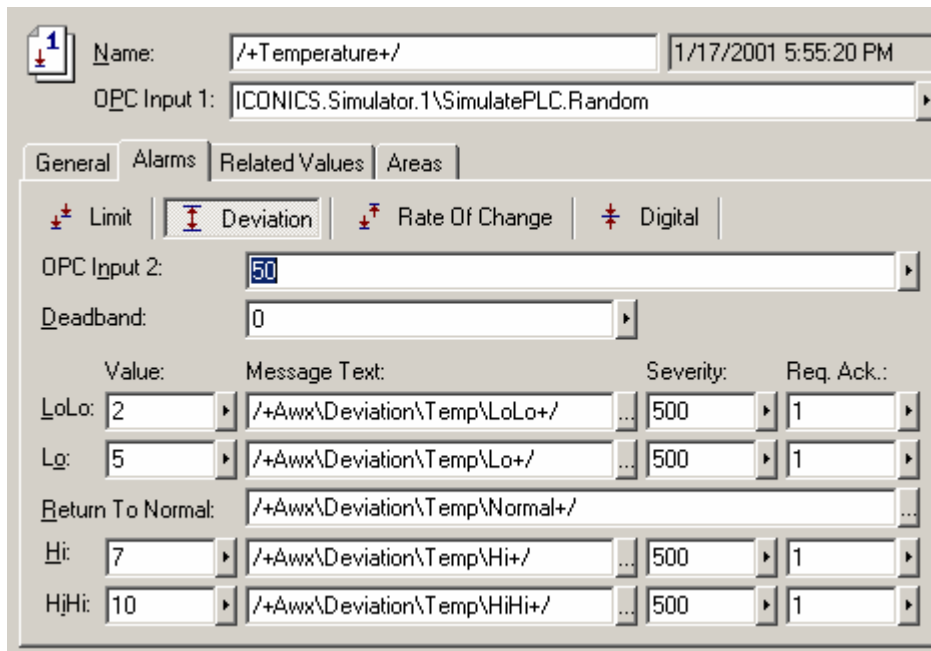 1
Name: /+Temperature+/ 1/17/2001 5:55:20 PM
OPC Input 1: ICONICS.Simulator.1\SimulatePLC.Random
General Alarms Related Values Areas
Limit Deviation Rate Of Change Digital
OPC Input 2: 50
Deadband: 0
Value: Message Text: Severity: Req. Ack.:
LoLo: 2 /+Awx\Deviation\Temp\LoLo+/ ... 500 1
Lo: 5 /+Awx\Deviation\Temp\Lo+/ ... 500 1
Return To Normal: /+Awx\Deviation\Temp\Normal+/ ...
Hi: 7 /+Awx\Deviation\Temp\Hi+/ ... 500 1
HiHi: 10 /+Awx\Deviation\Temp\HiHi+/ ... 500 1